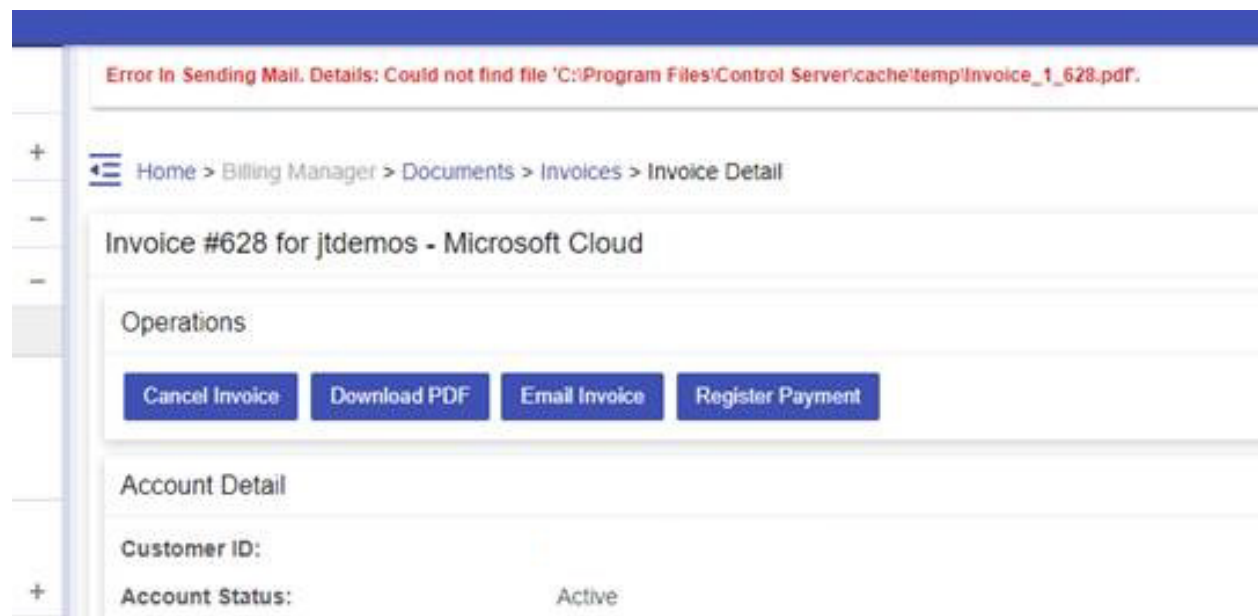 Error In Sending Mail. Details: Could not find file 'C:\Program Files\Control Server\cache\temp\Invoice_1_628.pdf'.
Home > Billing Manager > Documents > Invoices > Invoice Detail
Invoice #628 for jtdemos - Microsoft Cloud
Operations
Cancel Invoice Download PDF Email Invoice Register Payment
Account Detail
Customer ID:
Account Status: Active